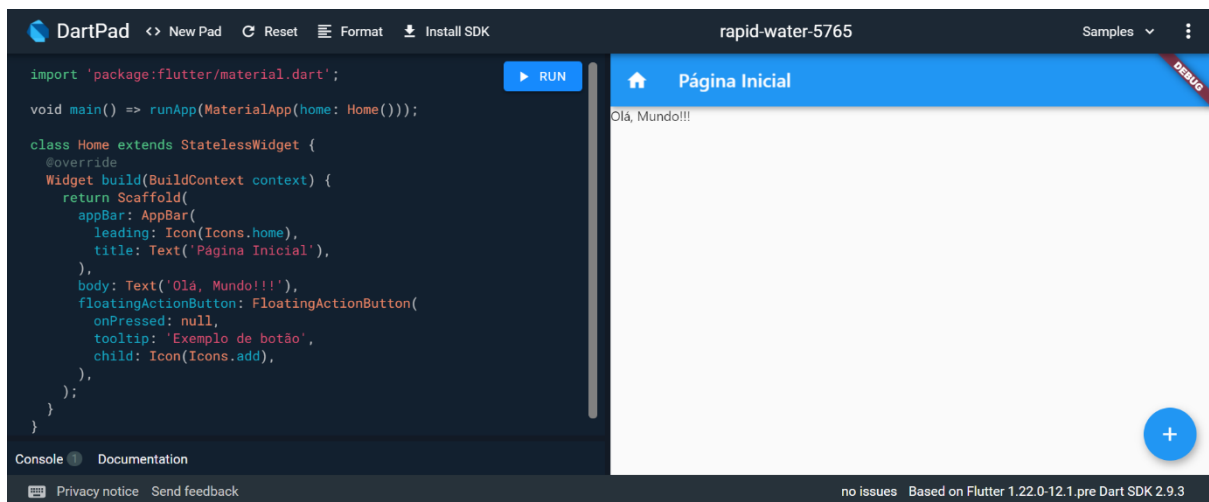 DartPad <> New Pad Reset Format Install SDK rapid-water-5765 Samples
import 'package:flutter/material.dart';
RUN
void main() => runApp(MaterialApp(home: Home()));
class Home extends StatelessWidget {
@override
Widget build(BuildContext context) {
return Scaffold(
appBar: AppBar(
leading: Icon(Icons.home),
title: Text('Página Inicial'),
),
body: Text('Olá, Mundo!!!'),
floatingActionButton: FloatingActionButton(
onPressed: null,
tooltip: 'Exemplo de botão',
child: Icon(Icons.add),
),
);
}
}
Página Inicial
DEBUG
Olá, Mundo!!!
+
Console 1 Documentation
Privacy notice Send feedback
no issues Based on Flutter 1.22.0-12.1.pre Dart SDK 2.9.3